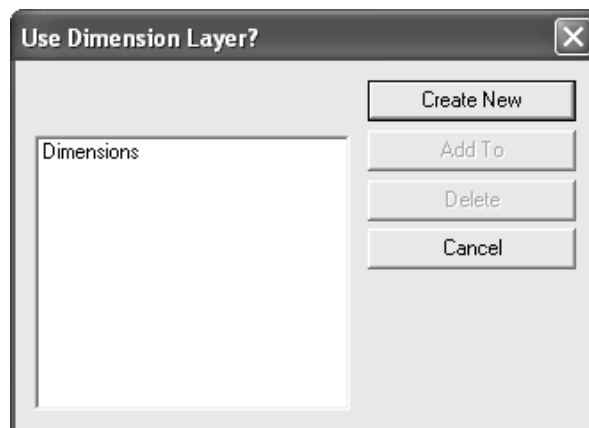 Use Dimension Layer?
Create New
Dimensions
Add To
Delete
Cancel